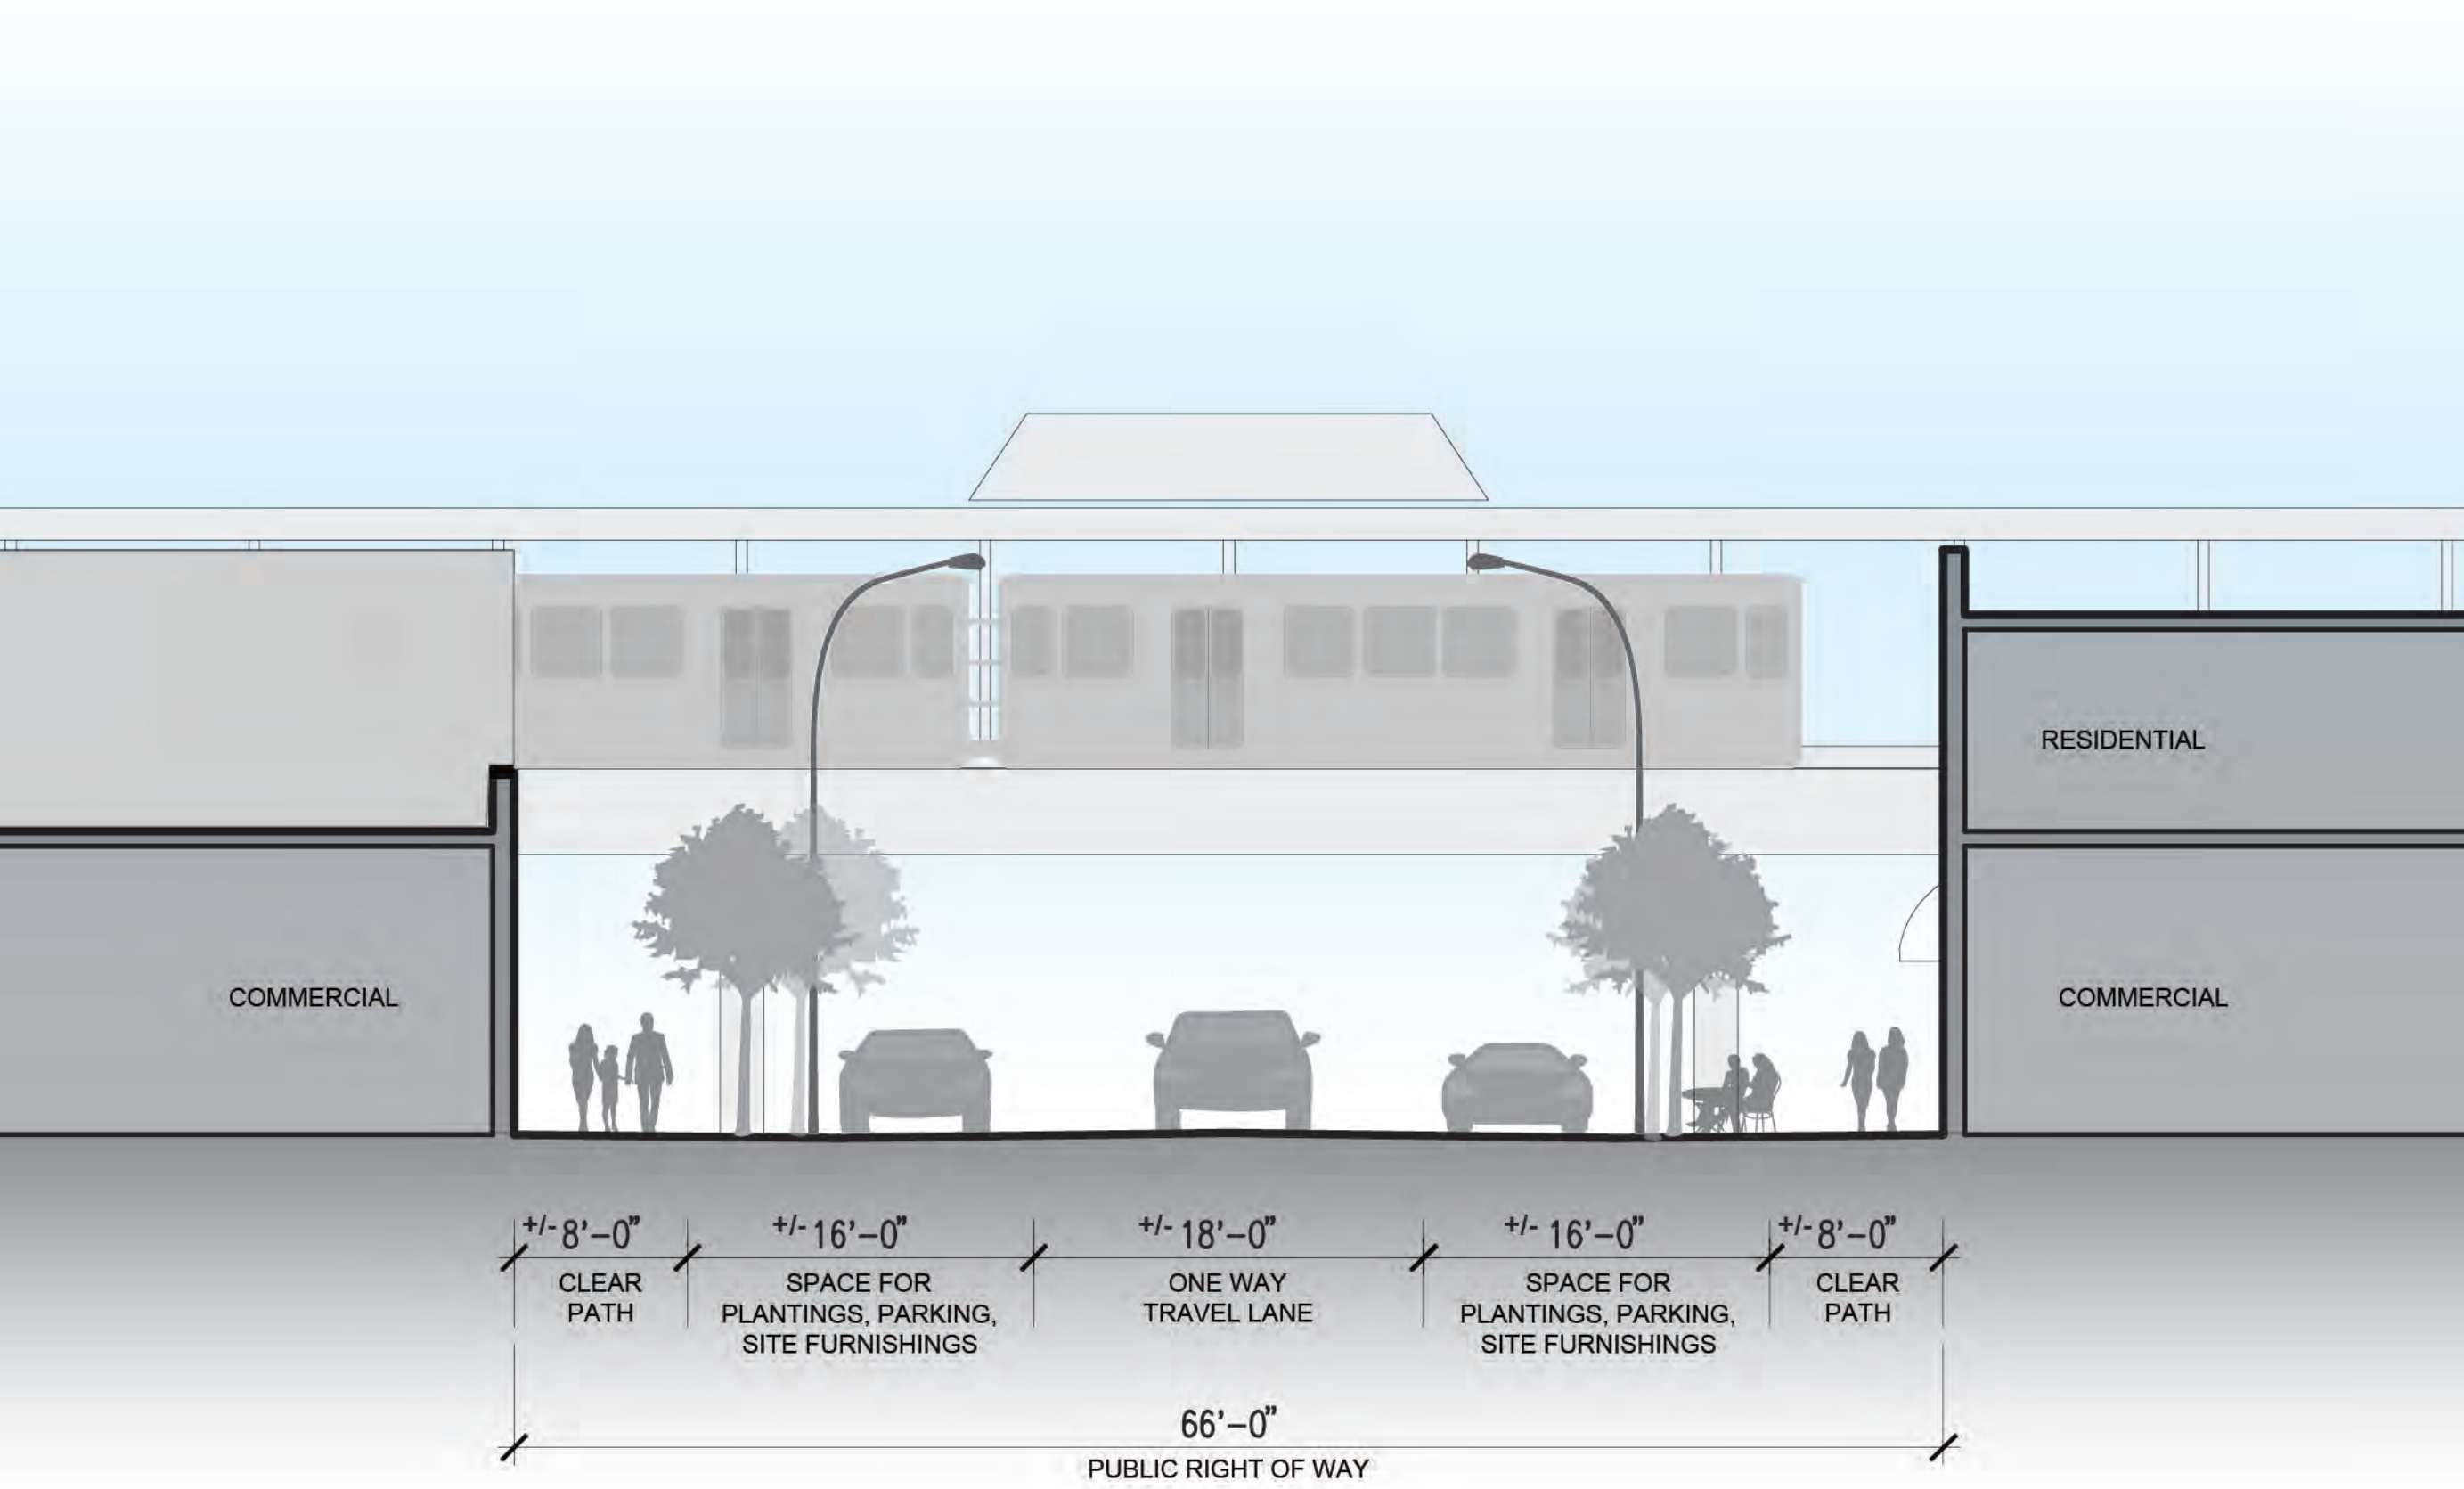 RESIDENTIAL
COMMERCIAL
COMMERCIAL
+/- 8'-0"
+/- 16'-0"
+/- 18'-0"
+/- 16'-0"
+/- 8'-0"
CLEAR
PATH
SPACE FOR
PLANTINGS, PARKING,
SITE FURNISHINGS
ONE WAY
TRAVEL LANE
SPACE FOR
PLANTINGS, PARKING,
SITE FURNISHINGS
CLEAR
PATH
66'-0"
PUBLIC RIGHT OF WAY